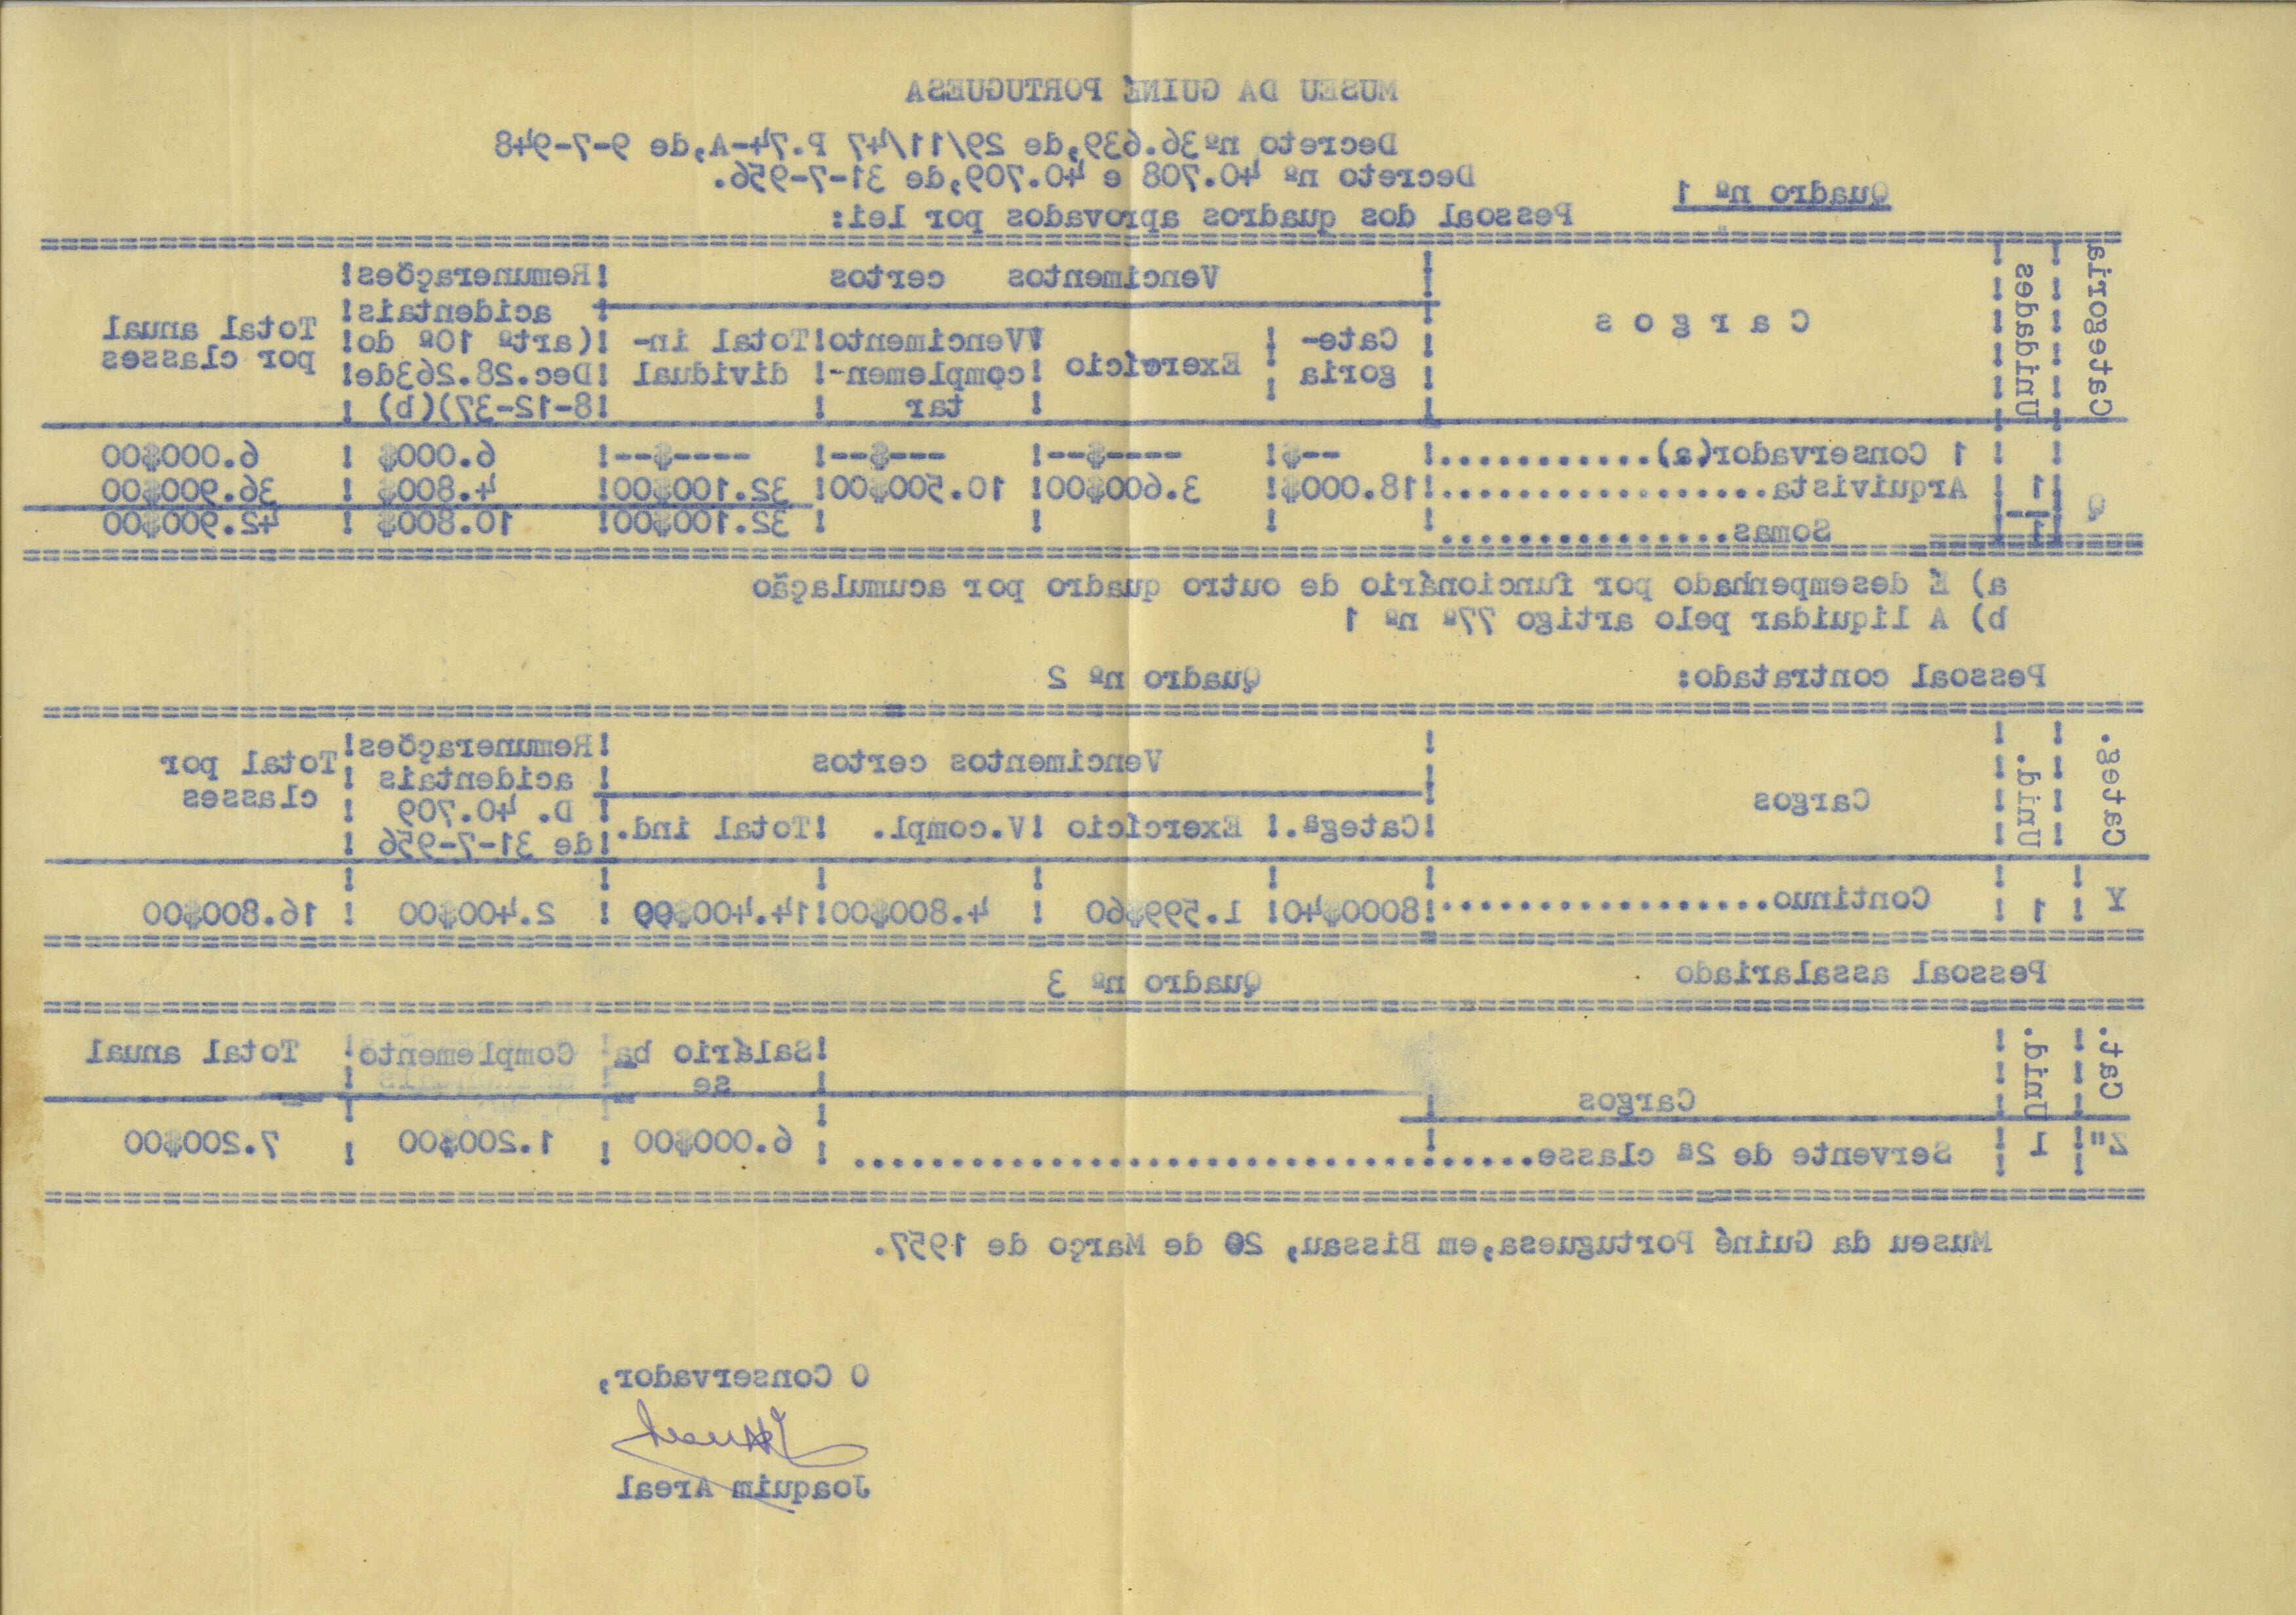 MUSEU DA GUINÉ PORTUGUESA
Decreto nº36.639,de 29/11/47 P.74-A,de 9-7-948
Decreto nº 40.708 e 40.709,de 31-7-956.
Quadro nº 1
Pessoal dos quadros aprovados por lei:
Categoria ! Unidades ! C a r g o s ! Vencimentos certos !Remunerações! Total anual
acidentais! por classes
Cate- ! Exercício !VVencimento!Total in- !(artº 10º do!
goria ! !complemen-! dividual !Dec.28.263de!
tar ! !8-12-37)(b) !
! ! 1 Conservador(a)...........! --$! ----$--! ---$--! ----$--! 6.000$ ! 6.000$00
Q ! 1 ! Arquivista.................!18.000$! 3.600$00! 10.500$00! 32.100$00! 4.800$ ! 36.900$00
! 1 ! Somas...............! ! ! ! 32.100$00! 10.800$ ! 42.900$00
a) É desempenhado por funcionário de outro quadro por acumulação
b) A liquidar pelo artigo 77º nº 1
Pessoal contratado: Quadro nº 2
Categ. ! Unid. ! Cargos ! Vencimentos certos !Remunerações! Total por
! acidentais ! classes
! D. 40.709 !
!Categª.! Exercício !V.compl. !Total ind.!de 31-7-956 !
Y ! 1 ! Contínuo..................!8000$40! 1.599$60 ! 4.800$00!14.400$00 ! 2.400$00 ! 16.800$00
Pessoal assalariado Quadro nº 3
Cat. ! Unid. ! Cargos !Salário ba ! Complemento! Total anual
se
Z" ! 1 ! Servente de 2ª classe................................... ! 6.000$00 ! 1.200$00 ! 7.200$00
Museu da Guiné Portuguesa,em Bissau, 20 de Março de 1957.
O Conservador,
Joaquim Areal